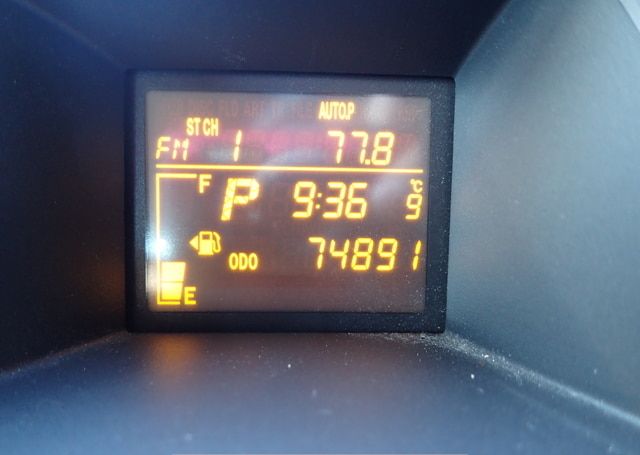 AUTO.P
ST CH
FM 1 77.8
F P 9:36 9°C
ODO 74891
E